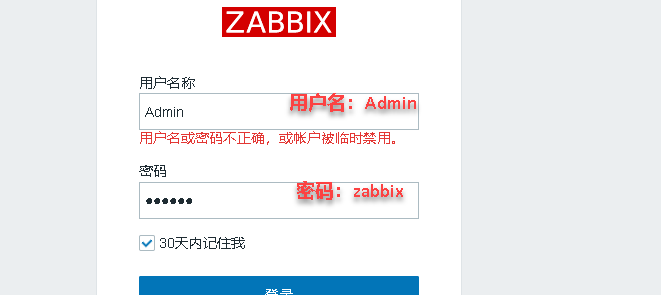 ZABBIX
用户名称
用户名：Admin
Admin
用户名或密码不正确，或帐户被临时禁用。
密码
密码：zabbix
••••••
30天内记住我
登录